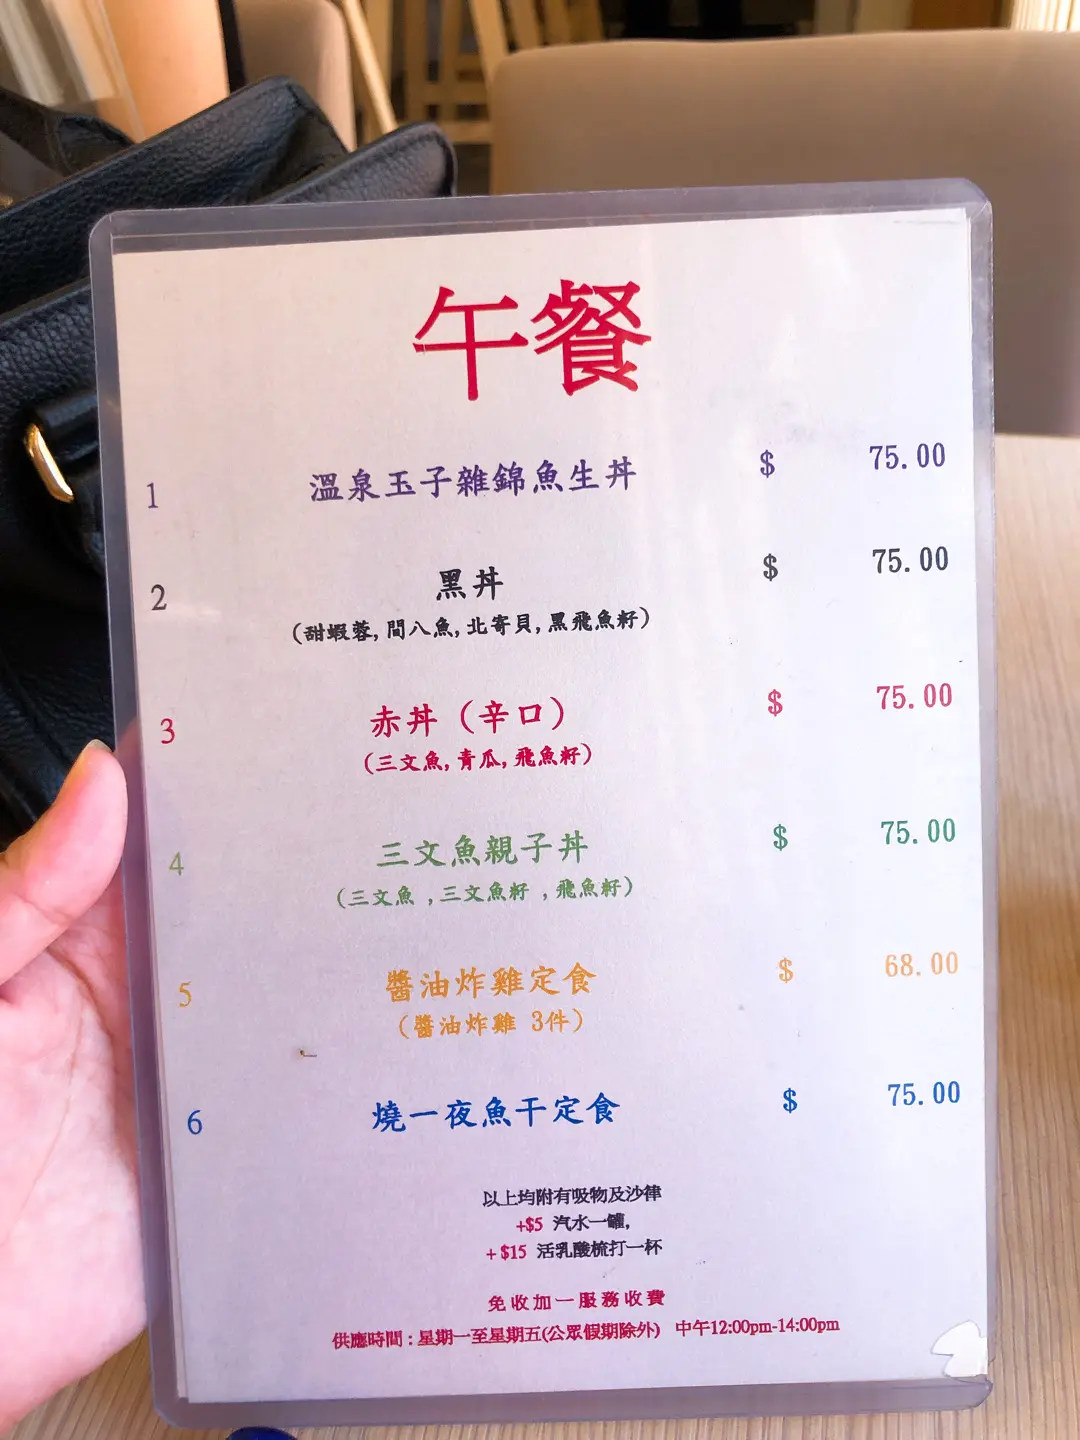 午餐
1 溫泉玉子雜錦魚生丼 $ 75.00
2 黑丼 $ 75.00
(甜蝦蓉,間八魚,北寄貝,黑飛魚籽)
3 赤丼（辛口） $ 75.00
(三文魚,青瓜,飛魚籽)
4 三文魚親子丼 $ 75.00
(三文魚 ,三文魚籽 ,飛魚籽)
5 醬油炸雞定食 $ 68.00
(醬油炸雞 3件)
6 燒一夜魚干定食 $ 75.00
以上均附有吸物及沙律
+$5 汽水一罐,
+ $15 活乳酸梳打一杯
免收加一服務收費
供應時間 : 星期一至星期五(公眾假期除外) 中午12:00pm-14:00pm